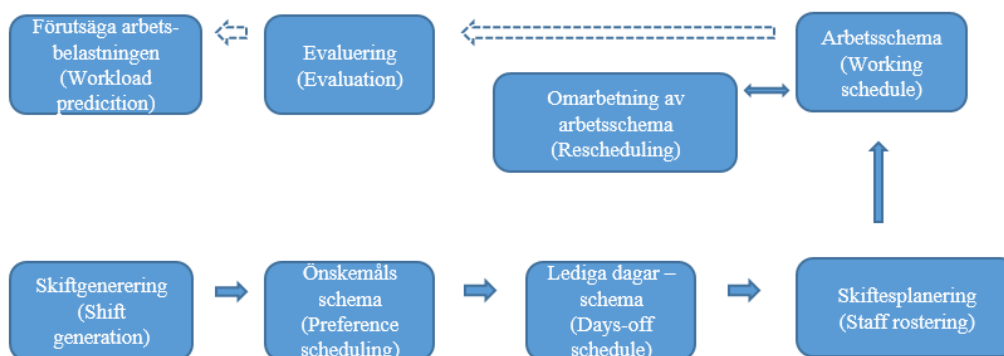 Förutsäga arbets-
belastningen
(Workload
predicition)
Evaluering
(Evaluation)
Arbetsschema
(Working
schedule)
Omarbetning av
arbetsschema
(Rescheduling)
Skiftgenerering
(Shift
generation)
Önskemåls
schema
(Preference
scheduling)
Lediga dagar –
schema
(Days-off
schedule)
Skiftesplanering
(Staff rostering)